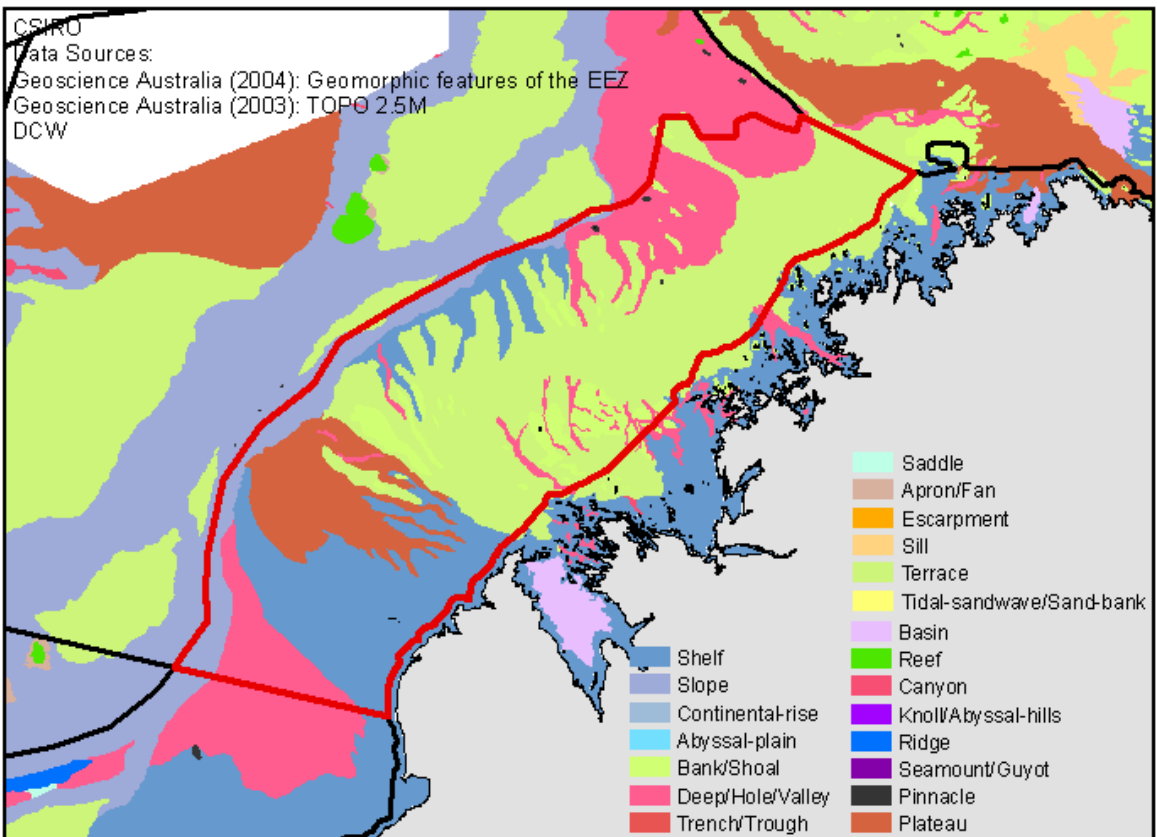 CSIRO
Data Sources:
Geoscience Australia (2004): Geomorphic features of the EEZ
Geoscience Australia (2003): TOPO 2.5M
DCW
Saddle
Apron/Fan
Escarpment
Sill
Terrace
Tidal-sandwave/Sand-bank
Basin
Reef
Canyon
Knoll/Abyssal-hills
Ridge
Seamount/Guyot
Pinnacle
Plateau
Shelf
Slope
Continental-rise
Abyssal-plain
Bank/Shoal
Deep/Hole/Valley
Trench/Trough